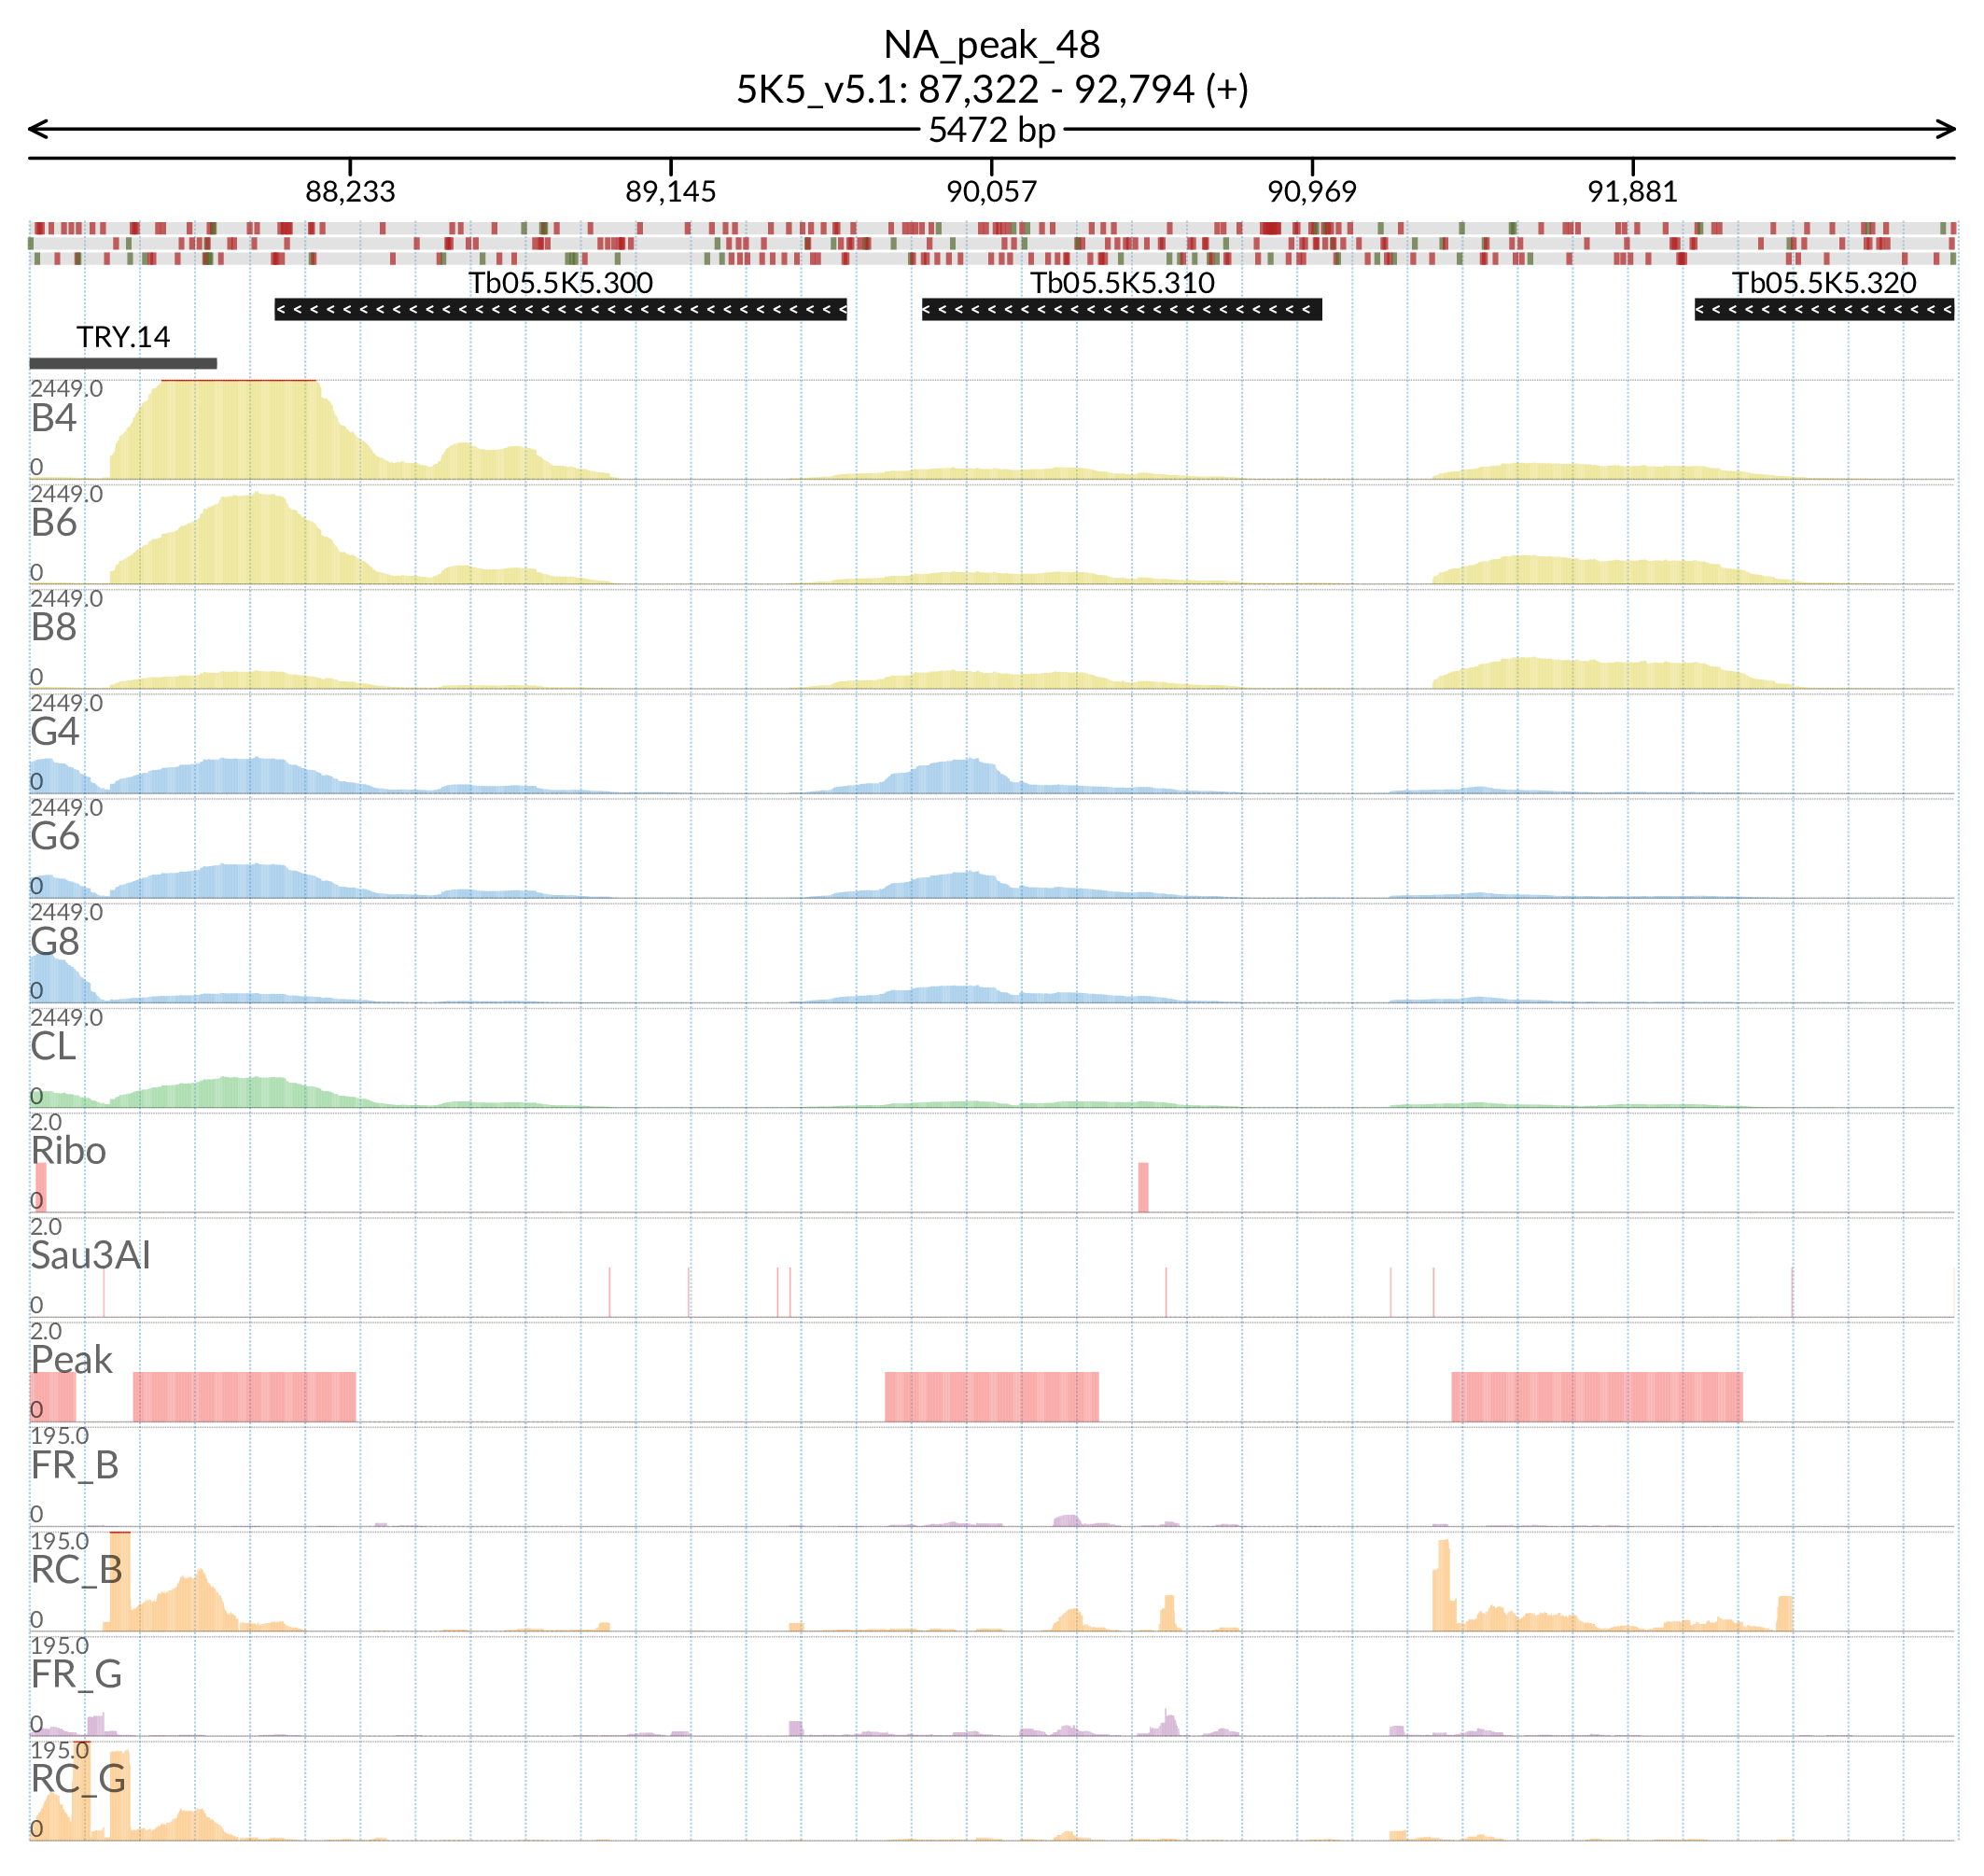 NA_peak_48
5K5_v5.1: 87,322 - 92,794 (+)
5472 bp
88,233 89,145 90,057 90,969 91,881
Tb05.5K5.300 Tb05.5K5.310 Tb05.5K5.320
TRY.14
2449.0
B4
0
2449.0
B6
0
2449.0
B8
0
2449.0
G4
0
2449.0
G6
0
2449.0
G8
0
2449.0
CL
0
2.0
Ribo
0
2.0
Sau3AI
0
2.0
Peak
0
195.0
FR_B
0
195.0
RC_B
0
195.0
FR_G
0
195.0
RC_G
0